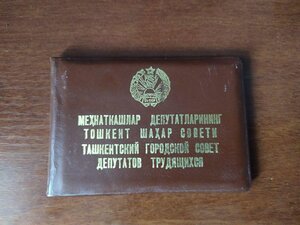 МЕҲНАТКАШЛАР ДЕПУТАТЛАРИНИНГ
ТОШКЕНТ ШАҲАР СОВЕТИ
ТАШКЕНТСКИЙ ГОРОДСКОЙ СОВЕТ
ДЕПУТАТОВ ТРУДЯЩИХСЯ